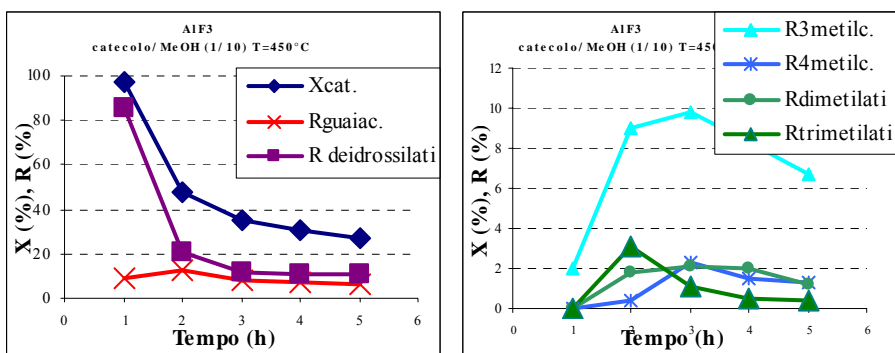 AlF3
catecolo/MeOH (1/10) T=450°C
X (%), R (%)
100
80
60
40
20
0
0
1
2
3
4
5
6
Tempo (h)
Xcat.
Rguaiac.
R deidrossilati
AlF3
catecolo/MeOH (1/10) T=450
X (%), R (%)
12
10
8
6
4
2
0
0
1
2
3
4
5
6
Tempo (h)
R3metilc.
R4metilc.
Rdimetilati
Rtrimetilati